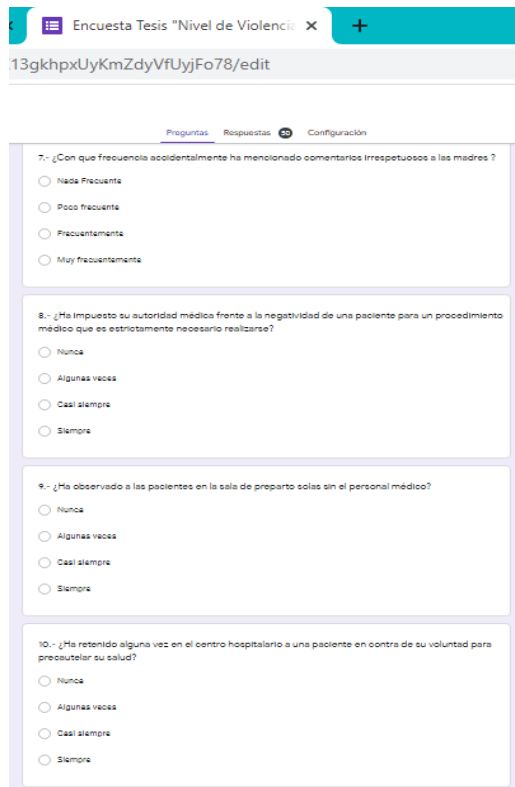 Encuesta Tesis "Nivel de Violencia
13gkhpxUyKmZdyVfUyjFo78/edit
Preguntas Respuestas 50 Configuración
7.- ¿Con que frecuencia accidentalmente ha mencionado comentarios irrespetuosos a las madres ?
Nada Frecuente
Poco frecuente
Frecuentemente
Muy frecuentemente
8.- ¿Ha impuesto su autoridad médica frente a la negatividad de una paciente para un procedimiento
médico que es estrictamente necesario realizarse?
Nunca
Algunas veces
Casi siempre
Siempre
9.- ¿Ha observado a las pacientes en la sala de preparto solas sin el personal médico?
Nunca
Algunas veces
Casi siempre
Siempre
10.- ¿Ha retenido alguna vez en el centro hospitalario a una paciente en contra de su voluntad para
precautelar su salud?
Nunca
Algunas veces
Casi siempre
Siempre